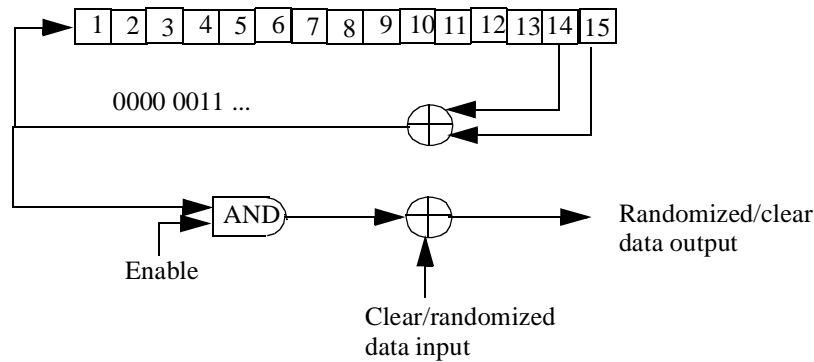 1 2 3 4 5 6 7 8 9 10 11 12 13 14 15
0000 0011 ...
AND
Enable
Randomized/clear
data output
Clear/randomized
data input